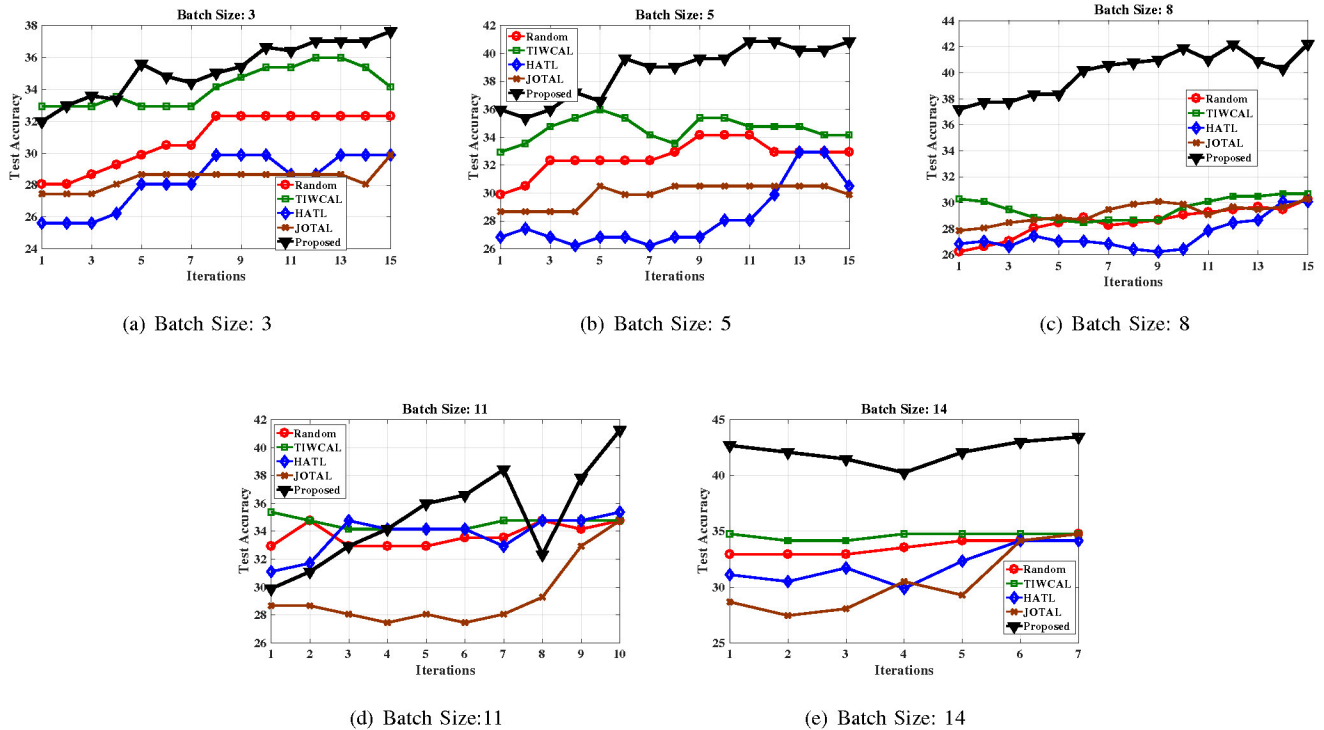 Batch Size: 3
38
36
34
32
30
28
26
24
Test Accuracy
1 3 5 7 9 11 13 15
Iterations
Random
TIWCAL
HATL
JOTAL
Proposed
(a) Batch Size: 3
Batch Size: 5
42
40
38
36
34
32
30
28
26
Test Accuracy
1 3 5 7 9 11 13 15
Iterations
Random
TIWCAL
HATL
JOTAL
Proposed
(b) Batch Size: 5
Batch Size: 8
44
42
40
38
36
34
32
30
28
26
Test Accuracy
1 3 5 7 9 11 13 15
Iterations
Random
TIWCAL
HATL
JOTAL
Proposed
(c) Batch Size: 8
Batch Size: 11
42
40
38
36
34
32
30
28
26
Test Accuracy
1 2 3 4 5 6 7 8 9 10
Iterations
Random
TIWCAL
HATL
JOTAL
Proposed
(d) Batch Size:11
Batch Size: 14
45
40
35
30
25
Test Accuracy
1 2 3 4 5 6 7
Iterations
Random
TIWCAL
HATL
JOTAL
Proposed
(e) Batch Size: 14